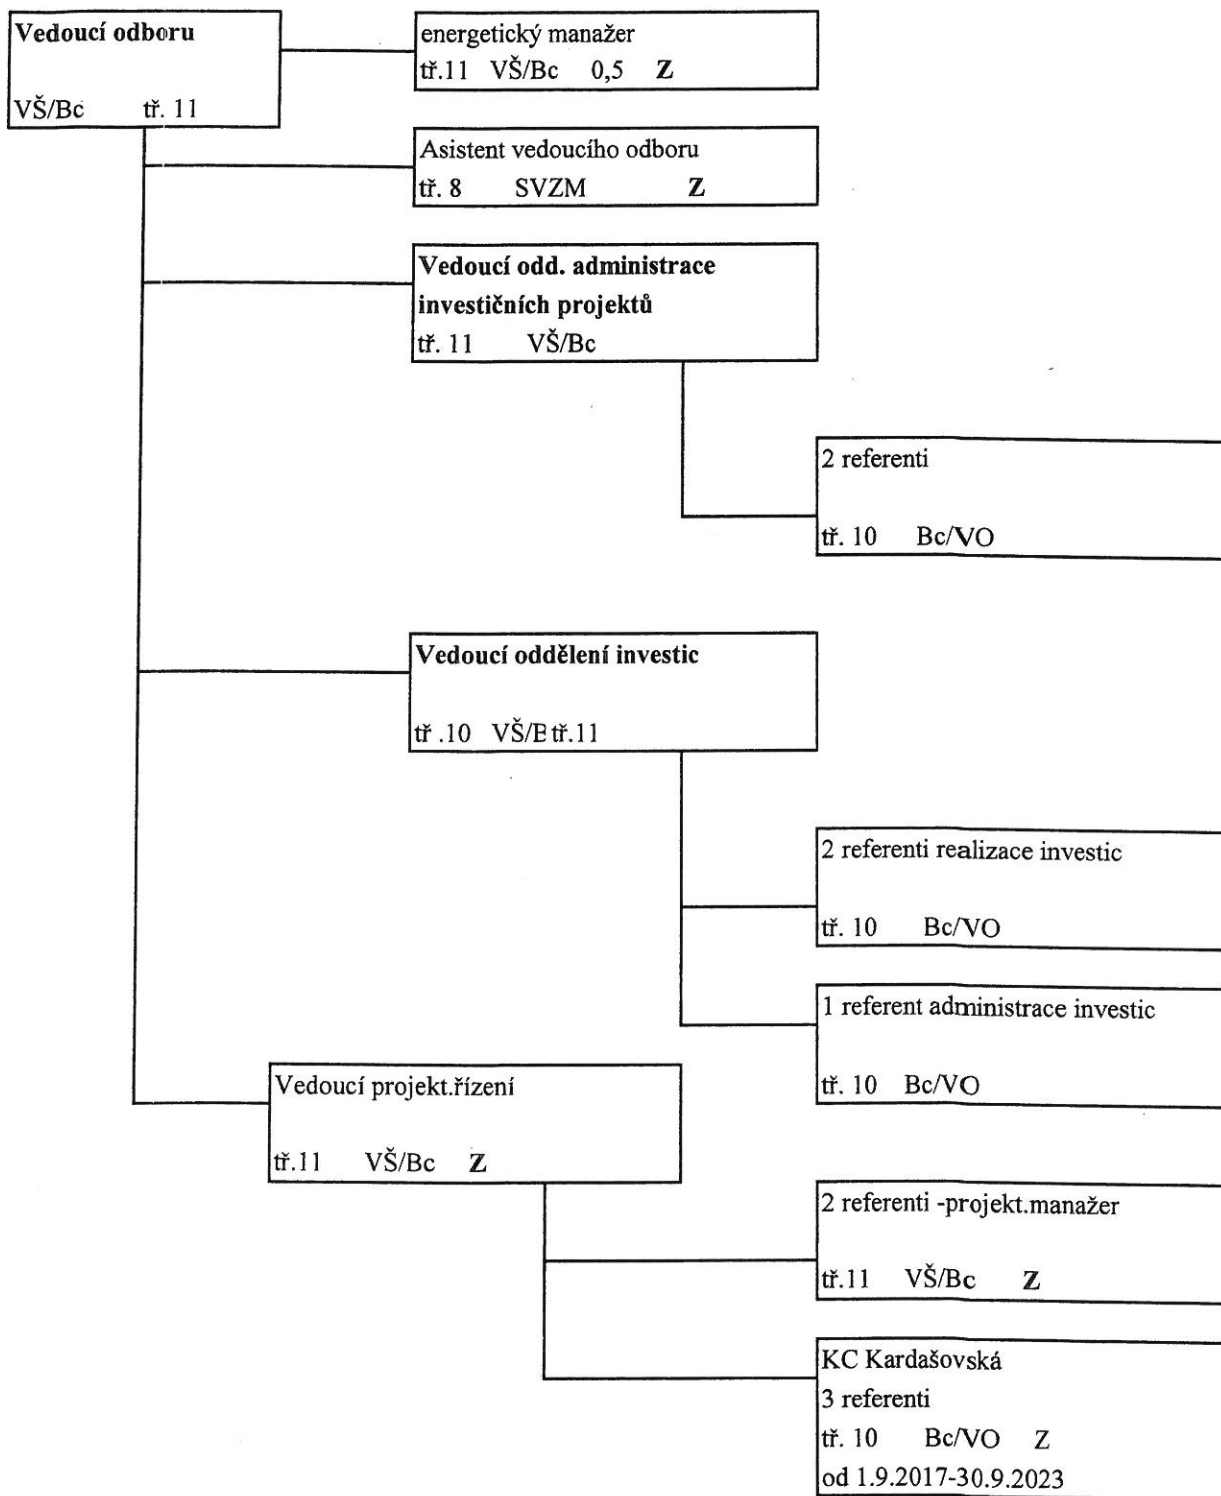 Vedoucí odboru
VŠ/Bc tř. 11
energetický manažer
tř.11 VŠ/Bc 0,5 Z
Asistent vedoucího odboru
tř. 8 SVZM Z
Vedoucí odd. administrace
investičních projektů
tř. 11 VŠ/Bc
2 referenti
tř. 10 Bc/VO
Vedoucí oddělení investic
tř .10 VŠ/E tř.11
2 referenti realizace investic
tř. 10 Bc/VO
1 referent administrace investic
tř. 10 Bc/VO
Vedoucí projekt.řízení
tř.11 VŠ/Bc Z
2 referenti -projekt.manažer
tř.11 VŠ/Bc Z
KC Kardašovská
3 referenti
tř. 10 Bc/VO Z
od 1.9.2017-30.9.2023